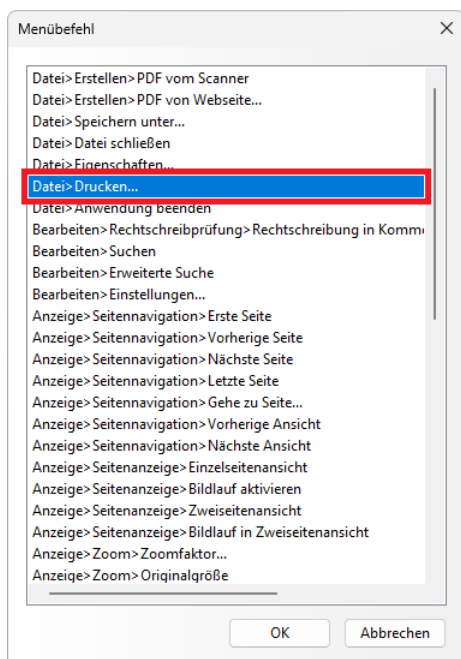 Menübefehl
Datei>Erstellen>PDF vom Scanner
Datei>Erstellen>PDF von Webseite...
Datei>Speichern unter...
Datei>Datei schließen
Datei>Eigenschaften...
Datei>Drucken...
Datei>Anwendung beenden
Bearbeiten>Rechtschreibprüfung>Rechtschreibung in
Bearbeiten>Suchen
Bearbeiten>Erweiterte Suche
Bearbeiten>Einstellungen...
Anzeige>Seitennavigation>Erste Seite
Anzeige>Seitennavigation>Vorherige Seite
Anzeige>Seitennavigation>Nächste Seite
Anzeige>Seitennavigation>Letzte Seite
Anzeige>Seitennavigation>Gehe zu Seite...
Anzeige>Seitennavigation>Vorherige Ansicht
Anzeige>Seitennavigation>Nächste Ansicht
Anzeige>Seitenanzeige>Einzelseitenansicht
Anzeige>Seitenanzeige>Bildlauf aktivieren
Anzeige>Seitenanzeige>Zweiseitenansicht
Anzeige>Seitenanzeige>Bildlauf in Zweiseitenansicht
Anzeige>Zoom>Zoomfaktor...
Anzeige>Zoom>Originalgröße
OK Abbrechen